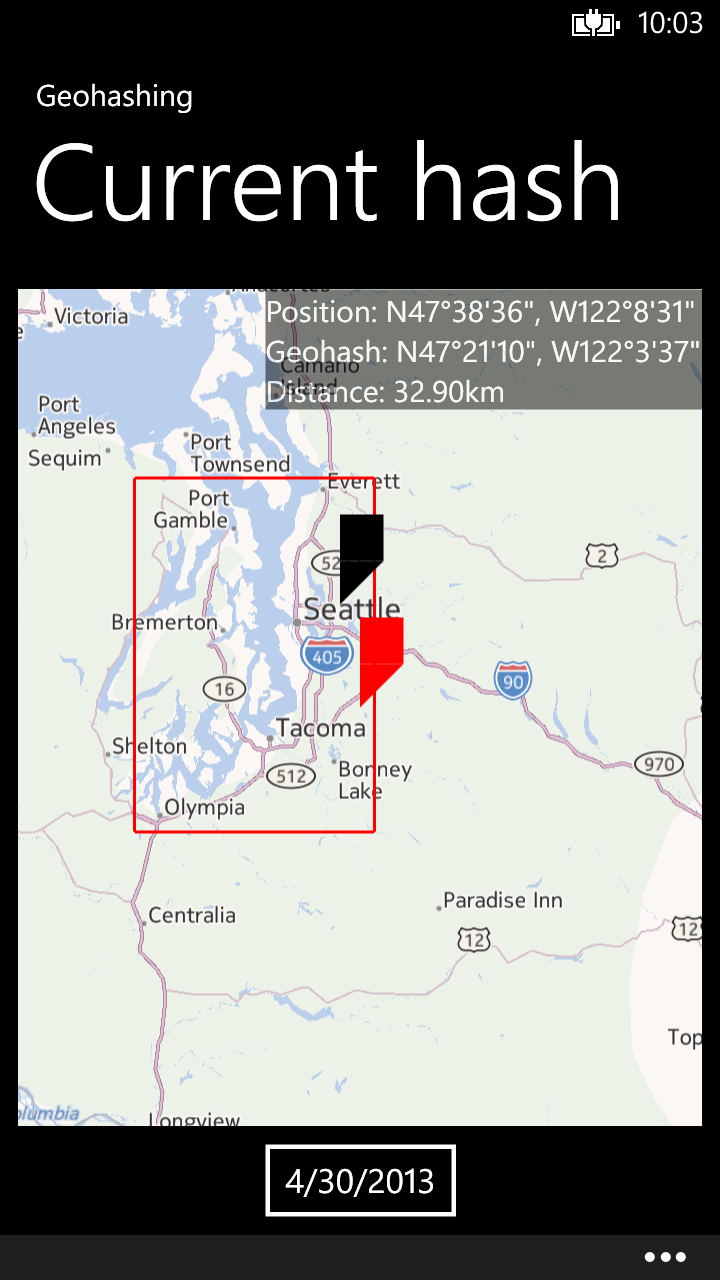 10:03
Geohashing
Current hash
Position: N47°38'36", W122°8'31"
Geohash: N47°21'10", W122°3'37"
Distance: 32.90km
Anacortes
Victoria
Camano
Island
Port
Angeles
Sequim
Port
Townsend
Everett
Port
Gamble
2
52
Seattle
Bremerton
405
90
16
Tacoma
Shelton
970
512
Bonney
Lake
Olympia
Paradise Inn
Centralia
12
12
Top
olumbia
Longview
4/30/2013